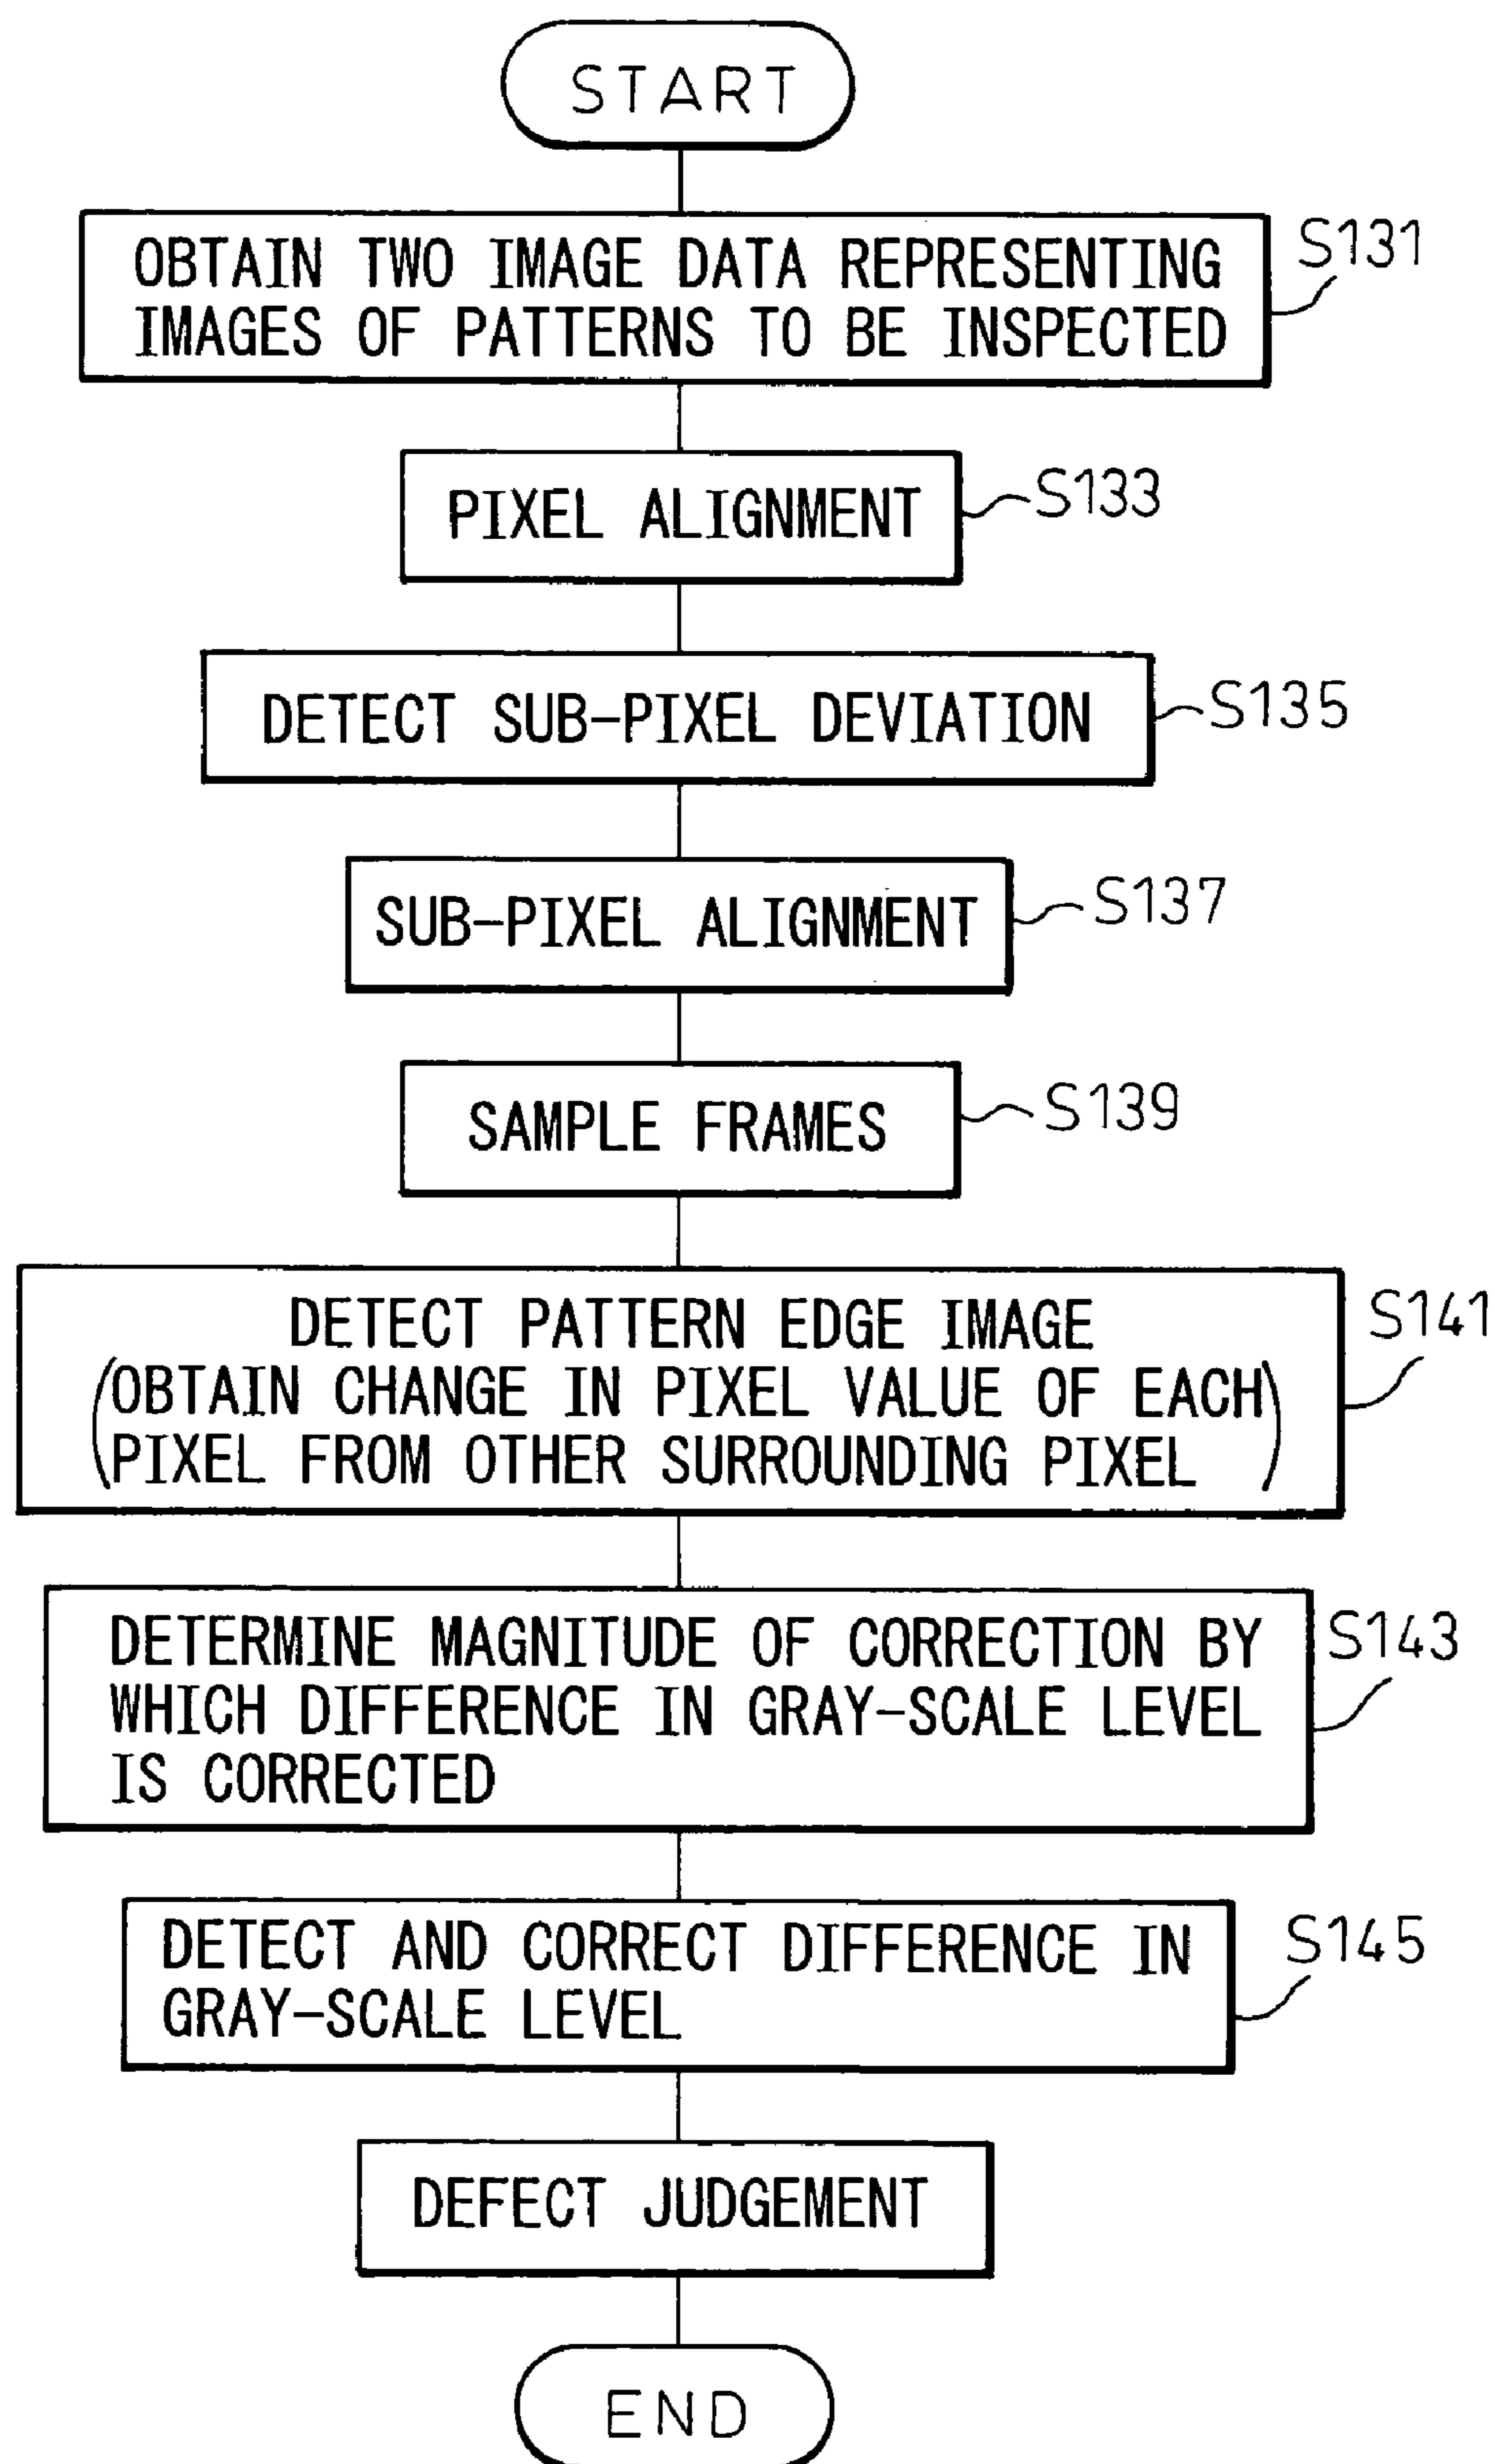 START
OBTAIN TWO IMAGE DATA REPRESENTING
IMAGES OF PATTERNS TO BE INSPECTED
S131
PIXEL ALIGNMENT
S133
DETECT SUB-PIXEL DEVIATION
S135
SUB-PIXEL ALIGNMENT
S137
SAMPLE FRAMES
S139
DETECT PATTERN EDGE IMAGE
(OBTAIN CHANGE IN PIXEL VALUE OF EACH
PIXEL FROM OTHER SURROUNDING PIXEL)
S141
DETERMINE MAGNITUDE OF CORRECTION BY
WHICH DIFFERENCE IN GRAY-SCALE LEVEL
IS CORRECTED
S143
DETECT AND CORRECT DIFFERENCE IN
GRAY-SCALE LEVEL
S145
DEFECT JUDGEMENT
END